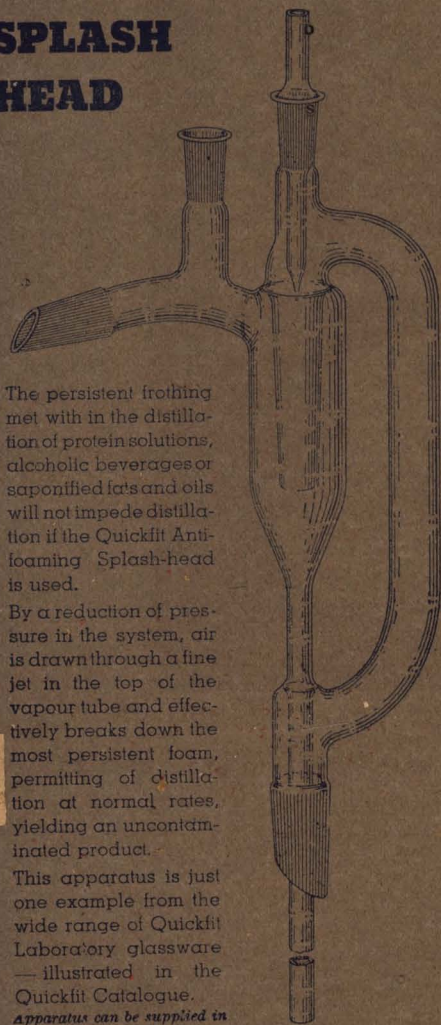 SPLASH
HEAD
The persistent frothing
met with in the distilla-
tion of protein solutions,
alcoholic beverages or
saponified fats and oils
will not impede distilla-
tion if the Quickfit Anti-
foaming Splash-head
is used.
By a reduction of pres-
sure in the system, air
is drawn through a fine
jet in the top of the
vapour tube and effec-
tively breaks down the
most persistent foam,
permitting of distilla-
tion at normal rates,
yielding an uncontam-
inated product.
This apparatus is just
one example from the
wide range of Quickfit
Laboratory glassware
— illustrated in the
Quickfit Catalogue.
Apparatus can be supplied in